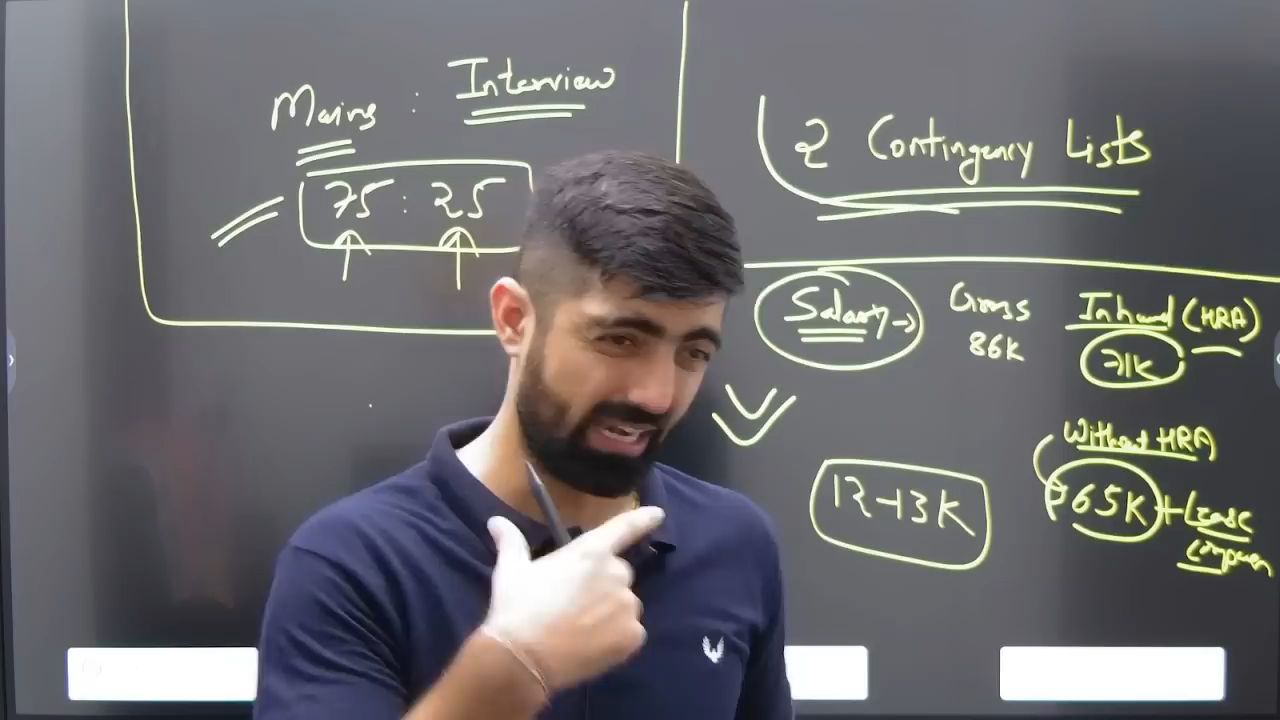 Mains : Interview
75 : 25
2 Contingency Lists
Salary → Gross Inhand (HRA)
86K 71K
Without HRA
12-13K
65K + Lease